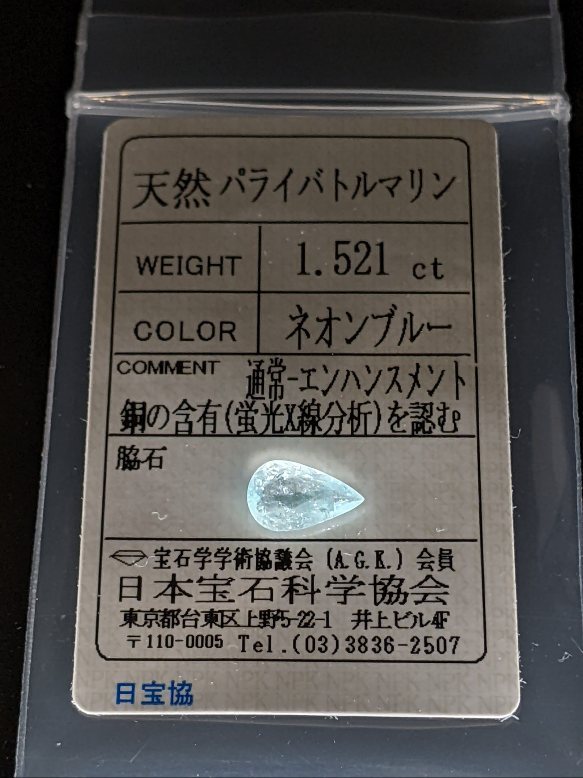 天然 パライバトルマリン
WEIGHT 1.521 ct
COLOR ネオンブルー
COMMENT 通常-エンハンスメント
銅の含有(蛍光X線分析)を認む
脇石
宝石学学術協議会 (A.G.K.) 会員
日本宝石科学協会
東京都台東区上野5-22-1 井上ビル4F
〒110-0005 Tel.(03)3836-2507
日宝協